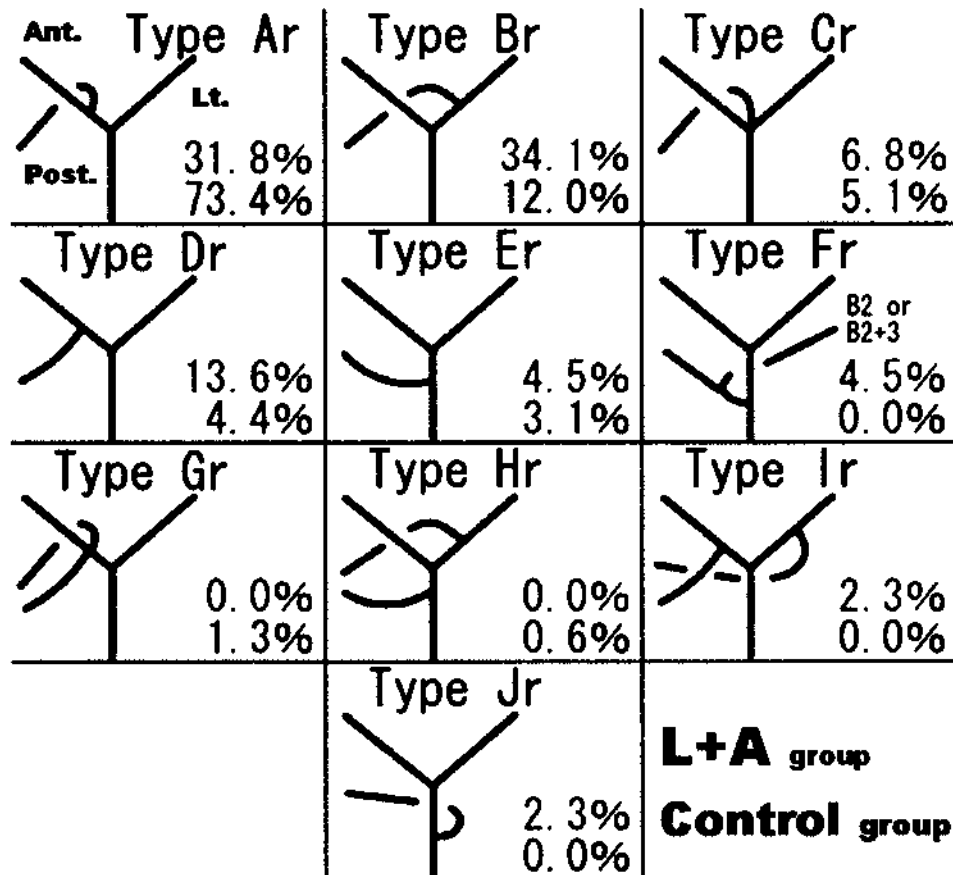 Ant. Type Ar
Lt.
Post.
31.8%
73.4%
Type Br
34.1%
12.0%
Type Cr
6.8%
5.1%
Type Dr
13.6%
4.4%
Type Er
4.5%
3.1%
Type Fr
B2 or
B2+3
4.5%
0.0%
Type Gr
0.0%
1.3%
Type Hr
0.0%
0.6%
Type Ir
2.3%
0.0%
Type Jr
2.3%
0.0%
L+A group
Control group